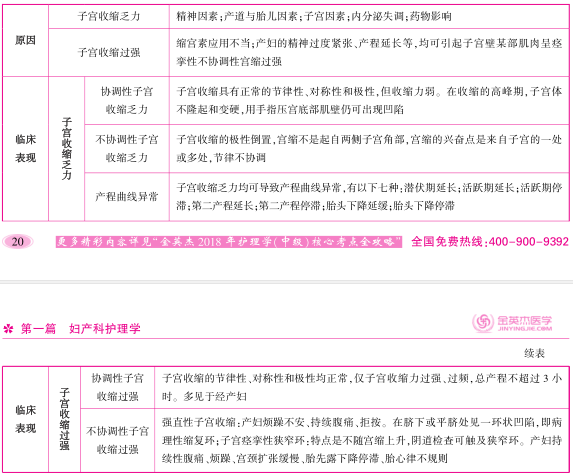 原因
子宫收缩乏力
精神因素;产道与胎儿因素;子宫因素;内分泌失调;药物影响
子宫收缩过强
缩宫素应用不当;产妇的精神过度紧张、产程延长等,均可引起子宫壁某部肌肉呈痉
挛性不协调性宫缩过强
临床
表现
子宫收缩乏力
协调性子宫
收缩乏力
子宫收缩具有正常的节律性、对称性和极性,但收缩力弱。在收缩的高峰期,子宫体
不隆起和变硬,用手指压宫底部肌壁仍可出现凹陷
不协调性子宫
收缩乏力
子宫收缩的极性倒置,宫缩不是起自两侧子宫角部,宫缩的兴奋点是来自子宫的一处
或多处,节律不协调
产程曲线异常
子宫收缩乏力均可导致产程曲线异常,有以下七种:潜伏期延长;活跃期延长;活跃期停
滞;第二产程延长;第二产程停滞;胎头下降延缓;胎头下降停滞
20
更多精彩内容详见“金英杰2018年护理学(中级)核心考点全攻略”
全国免费热线:400-900-9392
第一篇 妇产科护理学
金英杰医学
JINYINGJIE.COM
续表
临床
表现
子宫收缩过强
协调性子宫
收缩过强
子宫收缩的节律性、对称性和极性均正常,仅子宫收缩力过强、过频,总产程不超过3小
时。多见于经产妇
不协调性子宫
收缩过强
强直性子宫收缩:产妇烦躁不安、持续腹痛、拒按。在脐下或平脐处见一环状凹陷,即病
理性缩复环;子宫痉挛性狭窄环:特点是不随宫缩上升,阴道检查可触及狭窄环。产妇持
续性腹痛、烦躁、宫颈扩张缓慢、胎先露下降停滞、胎心律不规则